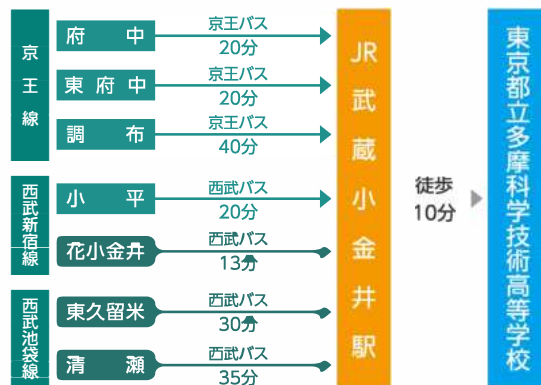 京王線
府中
京王バス
20分
東府中
京王バス
20分
調布
京王バス
40分
西武新宿線
小平
西武バス
20分
花小金井
西武バス
13分
西武池袋線
東久留米
西武バス
30分
清瀬
西武バス
35分
JR武蔵小金井駅
徒歩
10分
東京都立多摩科学技術高等学校